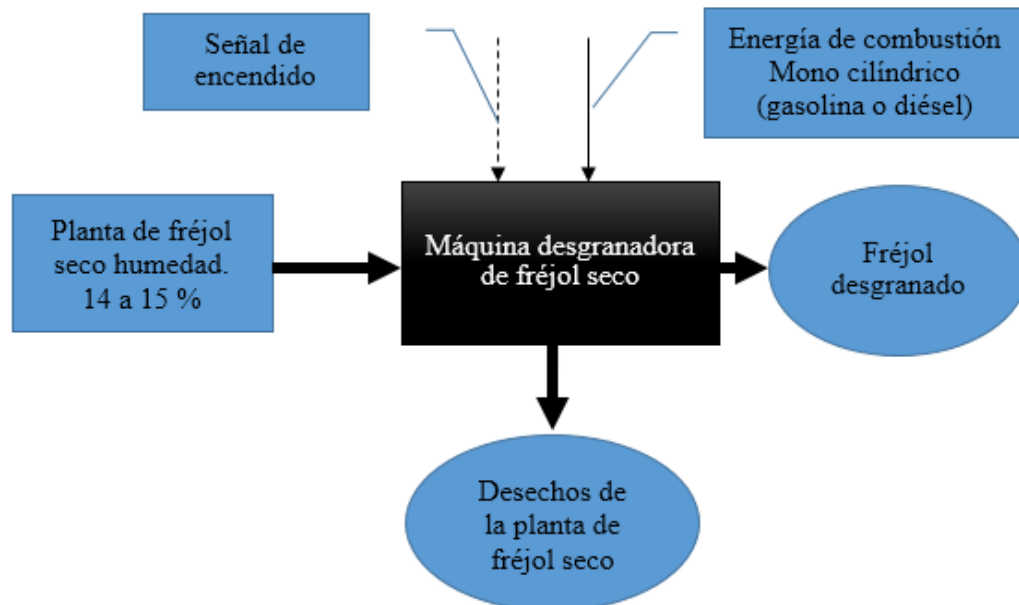 Señal de
encendido
Energía de combustión
Mono cilíndrico
(gasolina o diésel)
Planta de fréjol
seco humedad.
14 a 15 %
Máquina desgranadora
de fréjol seco
Fréjol
desgranado
Desechos de
la planta de
fréjol seco